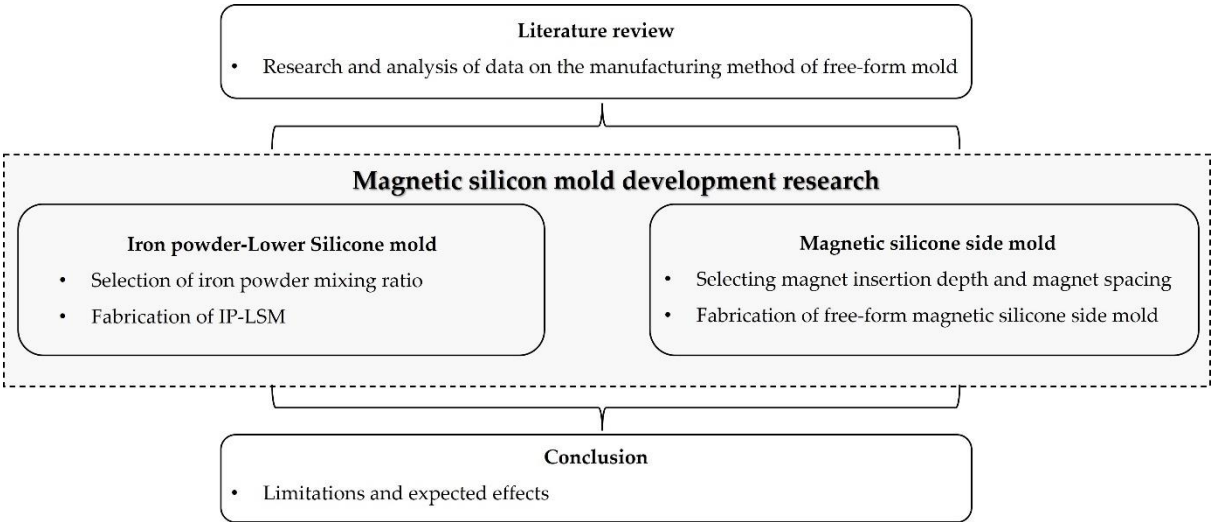 Literature review
• Research and analysis of data on the manufacturing method of free-form mold
Magnetic silicon mold development research
Iron powder-Lower Silicone mold
• Selection of iron powder mixing ratio
• Fabrication of IP-LSM
Magnetic silicone side mold
• Selecting magnet insertion depth and magnet spacing
• Fabrication of free-form magnetic silicone side mold
Conclusion
• Limitations and expected effects